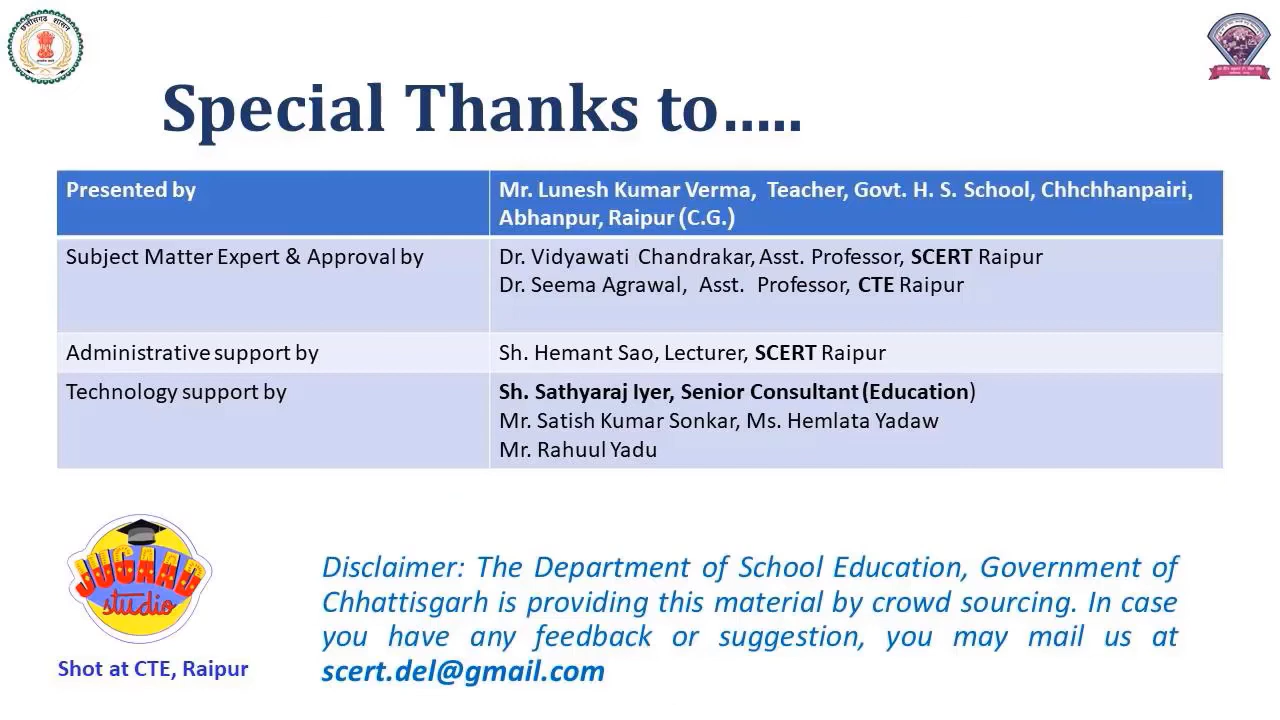 छत्तीसगढ़ शासन
Special Thanks to.....
Presented by
Mr. Lunesh Kumar Verma, Teacher, Govt. H. S. School, Chhchhanpairi,
Abhanpur, Raipur (C.G.)
Subject Matter Expert & Approval by
Dr. Vidyawati Chandrakar, Asst. Professor, SCERT Raipur
Dr. Seema Agrawal, Asst. Professor, CTE Raipur
Administrative support by
Sh. Hemant Sao, Lecturer, SCERT Raipur
Technology support by
Sh. Sathyaraj Iyer, Senior Consultant (Education)
Mr. Satish Kumar Sonkar, Ms. Hemlata Yadaw
Mr. Rahuul Yadu
JUGAAD
studio
Shot at CTE, Raipur
Disclaimer: The Department of School Education, Government of
Chhattisgarh is providing this material by crowd sourcing. In case
you have any feedback or suggestion, you may mail us at
scert.del@gmail.com